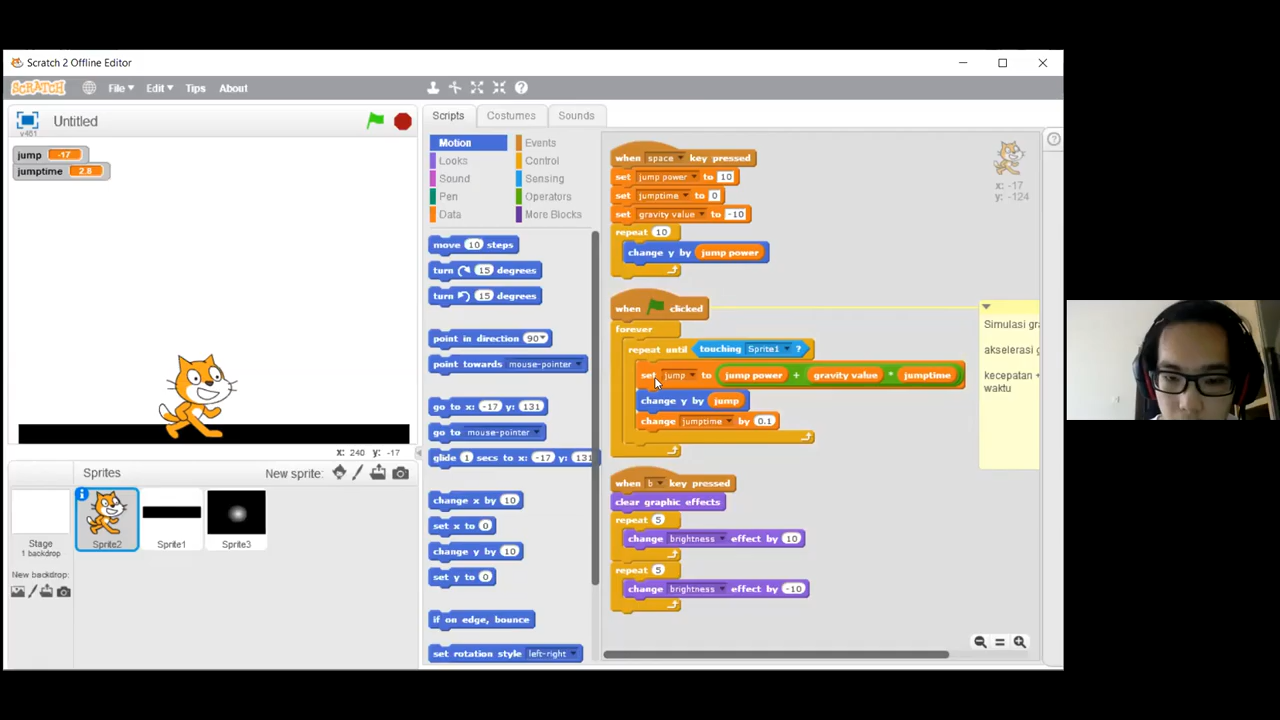 Scratch 2 Offline Editor
SCRATCH File Edit Tips About
v461 Untitled
jump -17
jumptime 2.8
x: 240 y: -17
Sprites New sprite:
Stage
1 backdrop
New backdrop:
Sprite2 Sprite1 Sprite3
Scripts Costumes Sounds
Motion Events
Looks Control
Sound Sensing
Pen Operators
Data More Blocks
move 10 steps
turn 15 degrees
turn 15 degrees
point in direction 90
point towards mouse-pointer
go to x: -17 y: 131
go to mouse-pointer
glide 1 secs to x: -17 y: 131
change x by 10
set x to 0
change y by 10
set y to 0
if on edge, bounce
set rotation style left-right
when space key pressed
set jump power to 10
set jumptime to 0
set gravity value to -10
repeat 10
change y by jump power
when clicked
forever
repeat until touching Sprite1 ?
set jump to jump power + gravity value * jumptime
change y by jump
change jumptime by 0.1
when b key pressed
clear graphic effects
repeat 5
change brightness effect by 10
repeat 5
change brightness effect by -10
x: -17
y: -124
Simulasi
akselerasi
kecepatan +
waktu